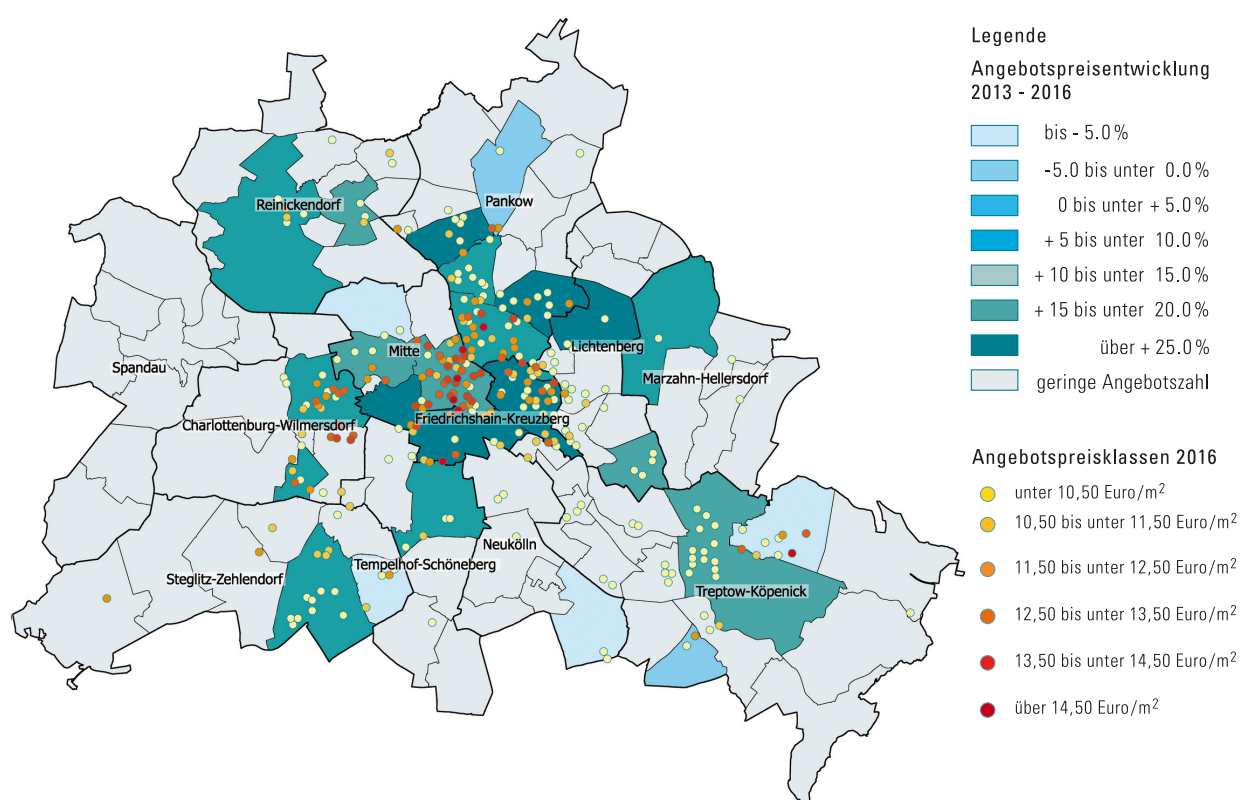 Legende
Angebotspreisentwicklung
2013 - 2016
bis - 5.0 %
-5.0 bis unter 0.0 %
0 bis unter + 5.0 %
+ 5 bis unter 10.0 %
+ 10 bis unter 15.0 %
+ 15 bis unter 20.0 %
über + 25.0 %
geringe Angebotszahl
Angebotspreisklassen 2016
unter 10,50 Euro/m²
10,50 bis unter 11,50 Euro/m²
11,50 bis unter 12,50 Euro/m²
12,50 bis unter 13,50 Euro/m²
13,50 bis unter 14,50 Euro/m²
über 14,50 Euro/m²
Reinickendorf
Pankow
Mitte
Lichtenberg
Spandau
Marzahn-Hellersdorf
Charlottenburg-Wilmersdorf
Friedrichshain-Kreuzberg
Neukölln
Tempelhof-Schöneberg
Steglitz-Zehlendorf
Treptow-Köpenick